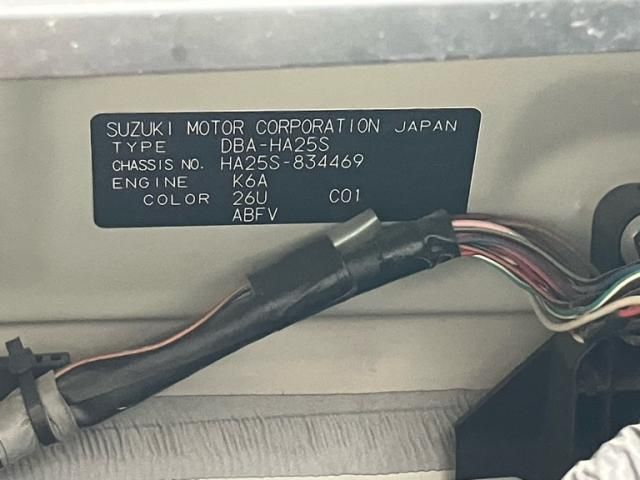 SUZUKI MOTOR CORPORATION JAPAN
TYPE DBA-HA25S
CHASSIS NO. HA25S-834469
ENGINE K6A
COLOR 26U C01
ABFV